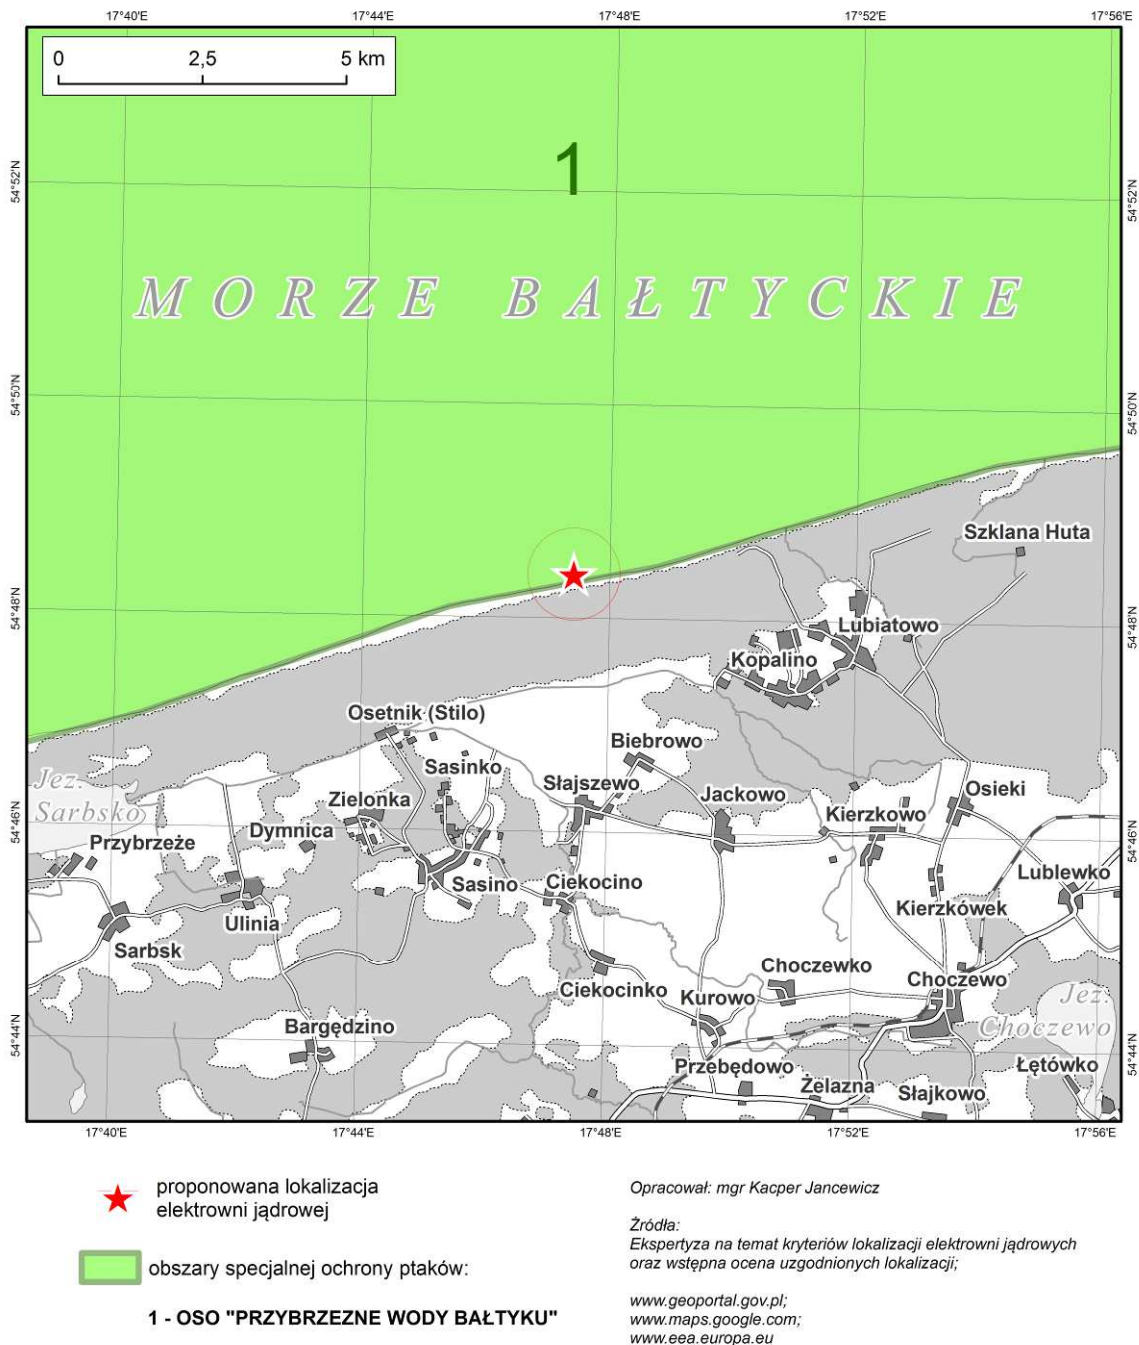 17°40'E 17°44'E 17°48'E 17°52'E 17°56'E
0 2,5 5 km
1
54°52'N 54°52'N
MORZE BAŁTYCKIE
54°50'N 54°50'N
Szklana Huta
54°48'N 54°48'N
Lubiatowo
Kopalino
Osetnik (Stilo)
Biebrowo
Sasinko
Jez.
Sarbsko
Słajszewo
Osieki
Zielonka
Jackowo
Kierzkowo
54°46'N 54°46'N
Dymnica
Przybrzeże
Lublewko
Sasino
Ciekocino
Kierzkówek
Ulinia
Sarbsk
Choczewko
Choczewo
Ciekocinko
Kurowo
Jez.
Choczewo
Bargędzino
54°44'N 54°44'N
Przebędowo
Łętówko
Żelazna
Słajkowo
17°40'E 17°44'E 17°48'E 17°52'E 17°56'E
proponowana lokalizacja
elektrowni jądrowej
obszary specjalnej ochrony ptaków:
1 - OSO "PRZYBRZEZNE WODY BAŁTYKU"
Opracował: mgr Kacper Jancewicz
Źródła:
Ekspertyza na temat kryteriów lokalizacji elektrowni jądrowych
oraz wstępna ocena uzgodnionych lokalizacji;
www.geoportal.gov.pl;
www.maps.google.com;
www.eea.europa.eu